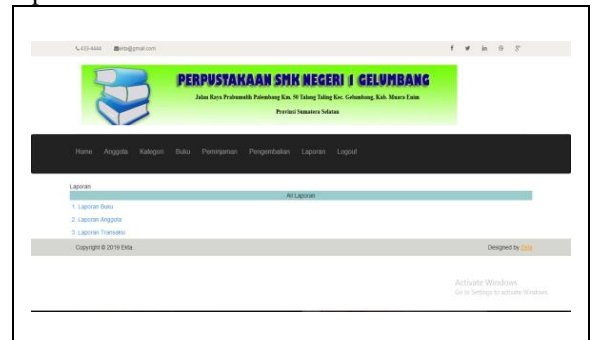 433-4444 elita@gmail.com
PERPUSTAKAAN SMK NEGERI 1 GELUMBANG
Jalan Raya Prabumulih Palembang Km. 50 Talang Taling Kec. Gelumbang, Kab. Muara Enim
Provinsi Sumatera Selatan
Home Anggota Kategori Buku Peminjaman Pengembalian Laporan Logout
Laporan
All Laporan
1. Laporan Buku
2. Laporan Anggota
3. Laporan Transaksi
Copyright © 2019 Elita Designed by
Activate Windows
Go to Settings to activate Windows.